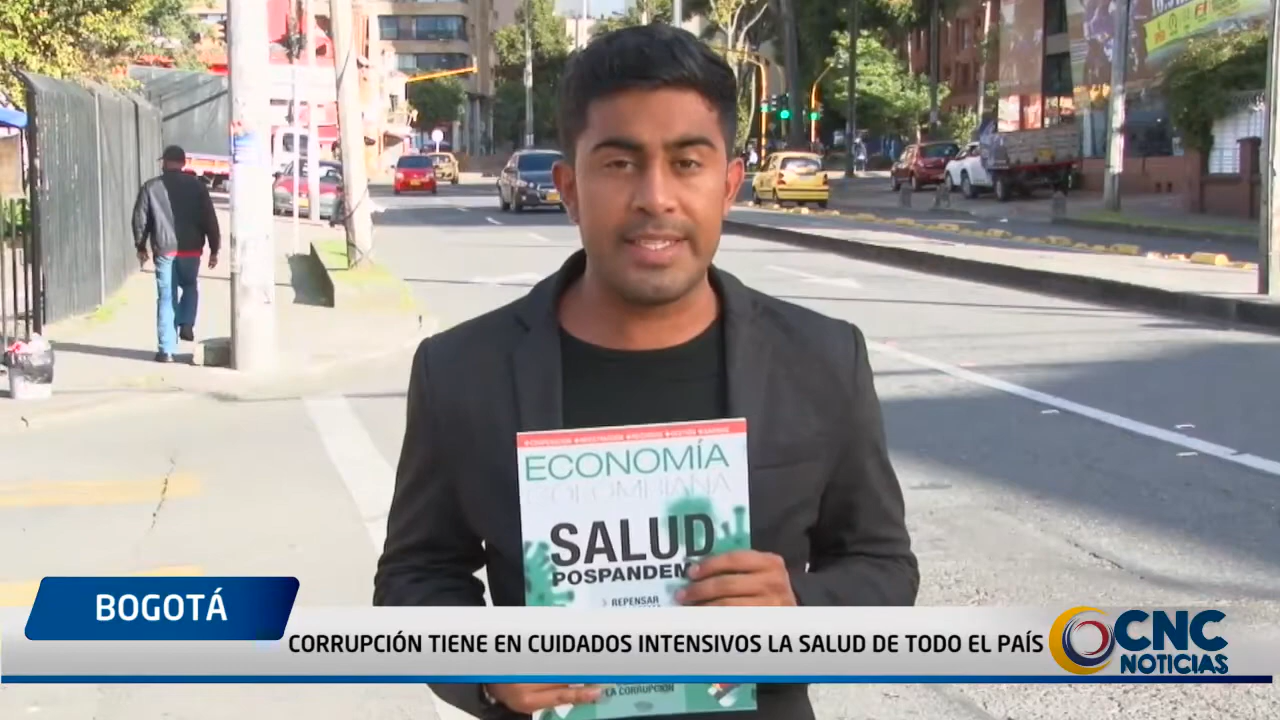 ECONOMÍA
COLOMBIANA
SALUD
POSPANDEM
REPENSAR
LA CORRUPCIÓN
BOGOTÁ
CORRUPCIÓN TIENE EN CUIDADOS INTENSIVOS LA SALUD DE TODO EL PAÍS
CNC
NOTICIAS